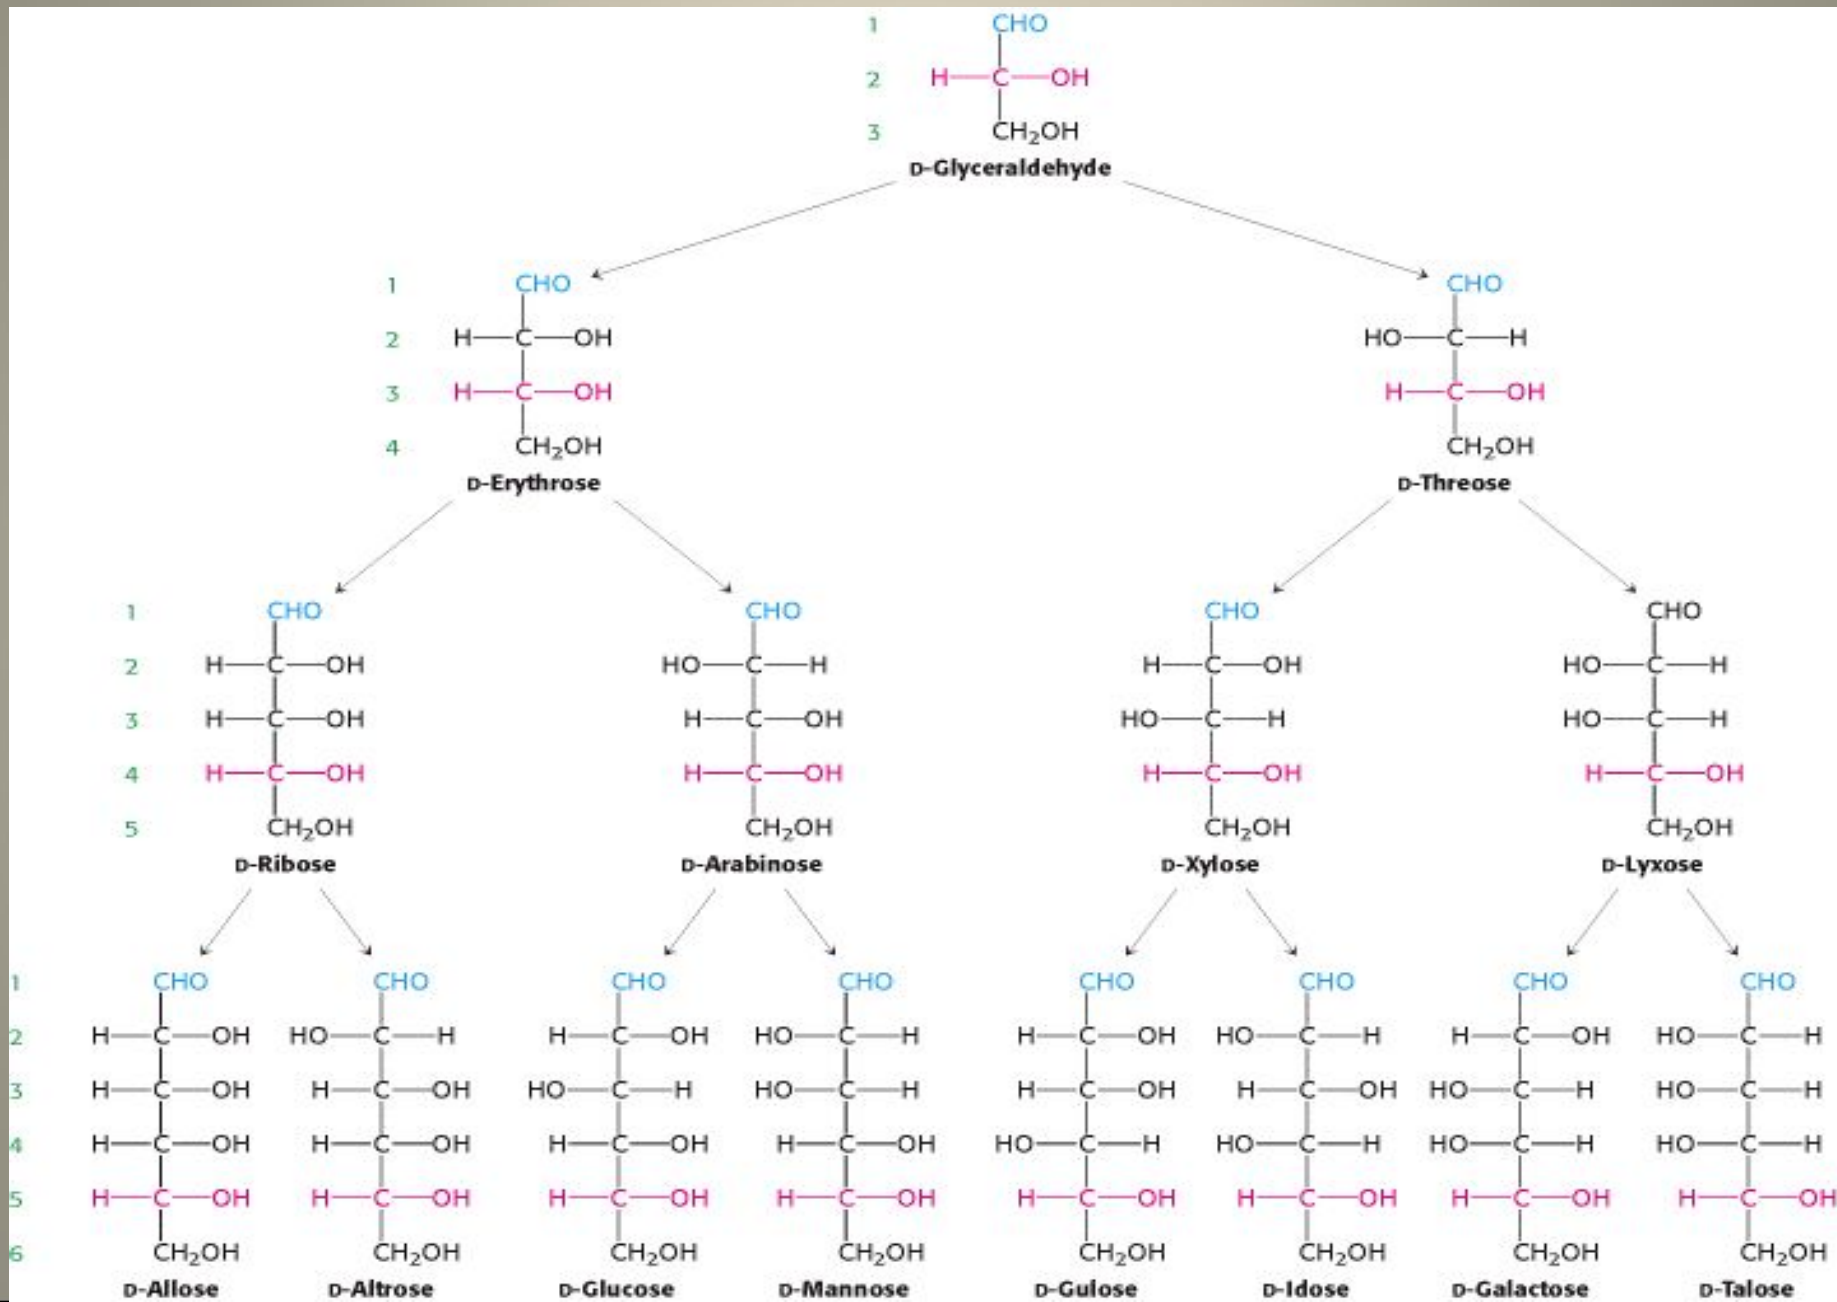 1 CHO
2 H—C—OH
3 CH₂OH
D-Glyceraldehyde
1 CHO CHO
2 H—C—OH HO—C—H
3 H—C—OH H—C—OH
4 CH₂OH CH₂OH
D-Erythrose D-Threose
1 CHO CHO CHO CHO
2 H—C—OH HO—C—H H—C—OH HO—C—H
3 H—C—OH H—C—OH HO—C—H HO—C—H
4 H—C—OH H—C—OH H—C—OH H—C—OH
5 CH₂OH CH₂OH CH₂OH CH₂OH
D-Ribose D-Arabinose D-Xylose D-Lyxose
1 CHO CHO CHO CHO CHO CHO CHO CHO
2 H—C—OH HO—C—H H—C—OH HO—C—H H—C—OH HO—C—H H—C—OH HO—C—H
3 H—C—OH H—C—OH HO—C—H HO—C—H H—C—OH H—C—OH HO—C—H HO—C—H
4 H—C—OH H—C—OH H—C—OH H—C—OH HO—C—H HO—C—H HO—C—H HO—C—H
5 H—C—OH H—C—OH H—C—OH H—C—OH H—C—OH H—C—OH H—C—OH H—C—OH
6 CH₂OH CH₂OH CH₂OH CH₂OH CH₂OH CH₂OH CH₂OH CH₂OH
D-Allose D-Altrose D-Glucose D-Mannose D-Gulose D-Idose D-Galactose D-Talose